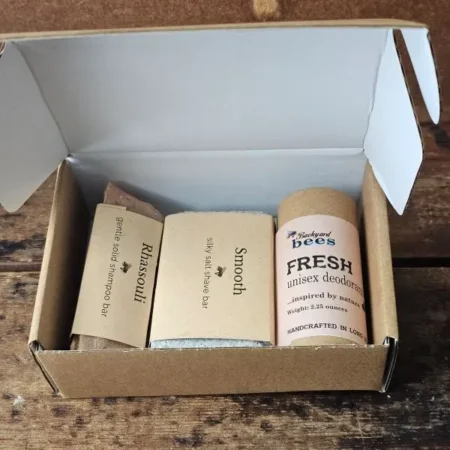 Rhassouli
gentle solid shampoo bar
Smooth
silky salt shave bar
Backyard
bees
FRESH
unisex
...inspired by nature
Weight: 2.25 ounces
HANDCRAFTED IN